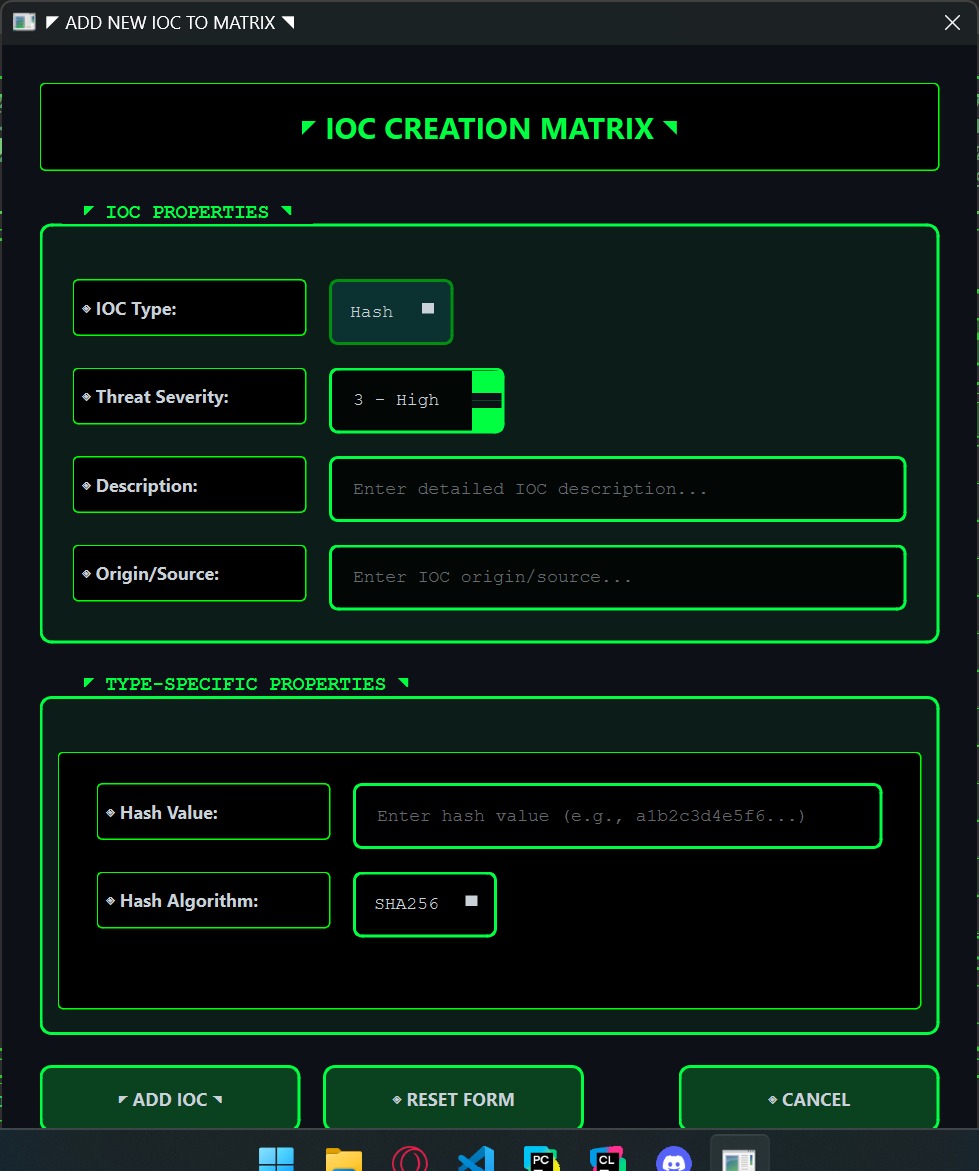 ◤ ADD NEW IOC TO MATRIX ◥
◤ IOC CREATION MATRIX ◥
◤ IOC PROPERTIES ◥
◈ IOC Type:
Hash
◈ Threat Severity:
3 - High
◈ Description:
Enter detailed IOC description...
◈ Origin/Source:
Enter IOC origin/source...
◤ TYPE-SPECIFIC PROPERTIES ◥
◈ Hash Value:
Enter hash value (e.g., a1b2c3d4e5f6...)
◈ Hash Algorithm:
SHA256
◤ ADD IOC ◥
◈ RESET FORM
◈ CANCEL
PC
CL